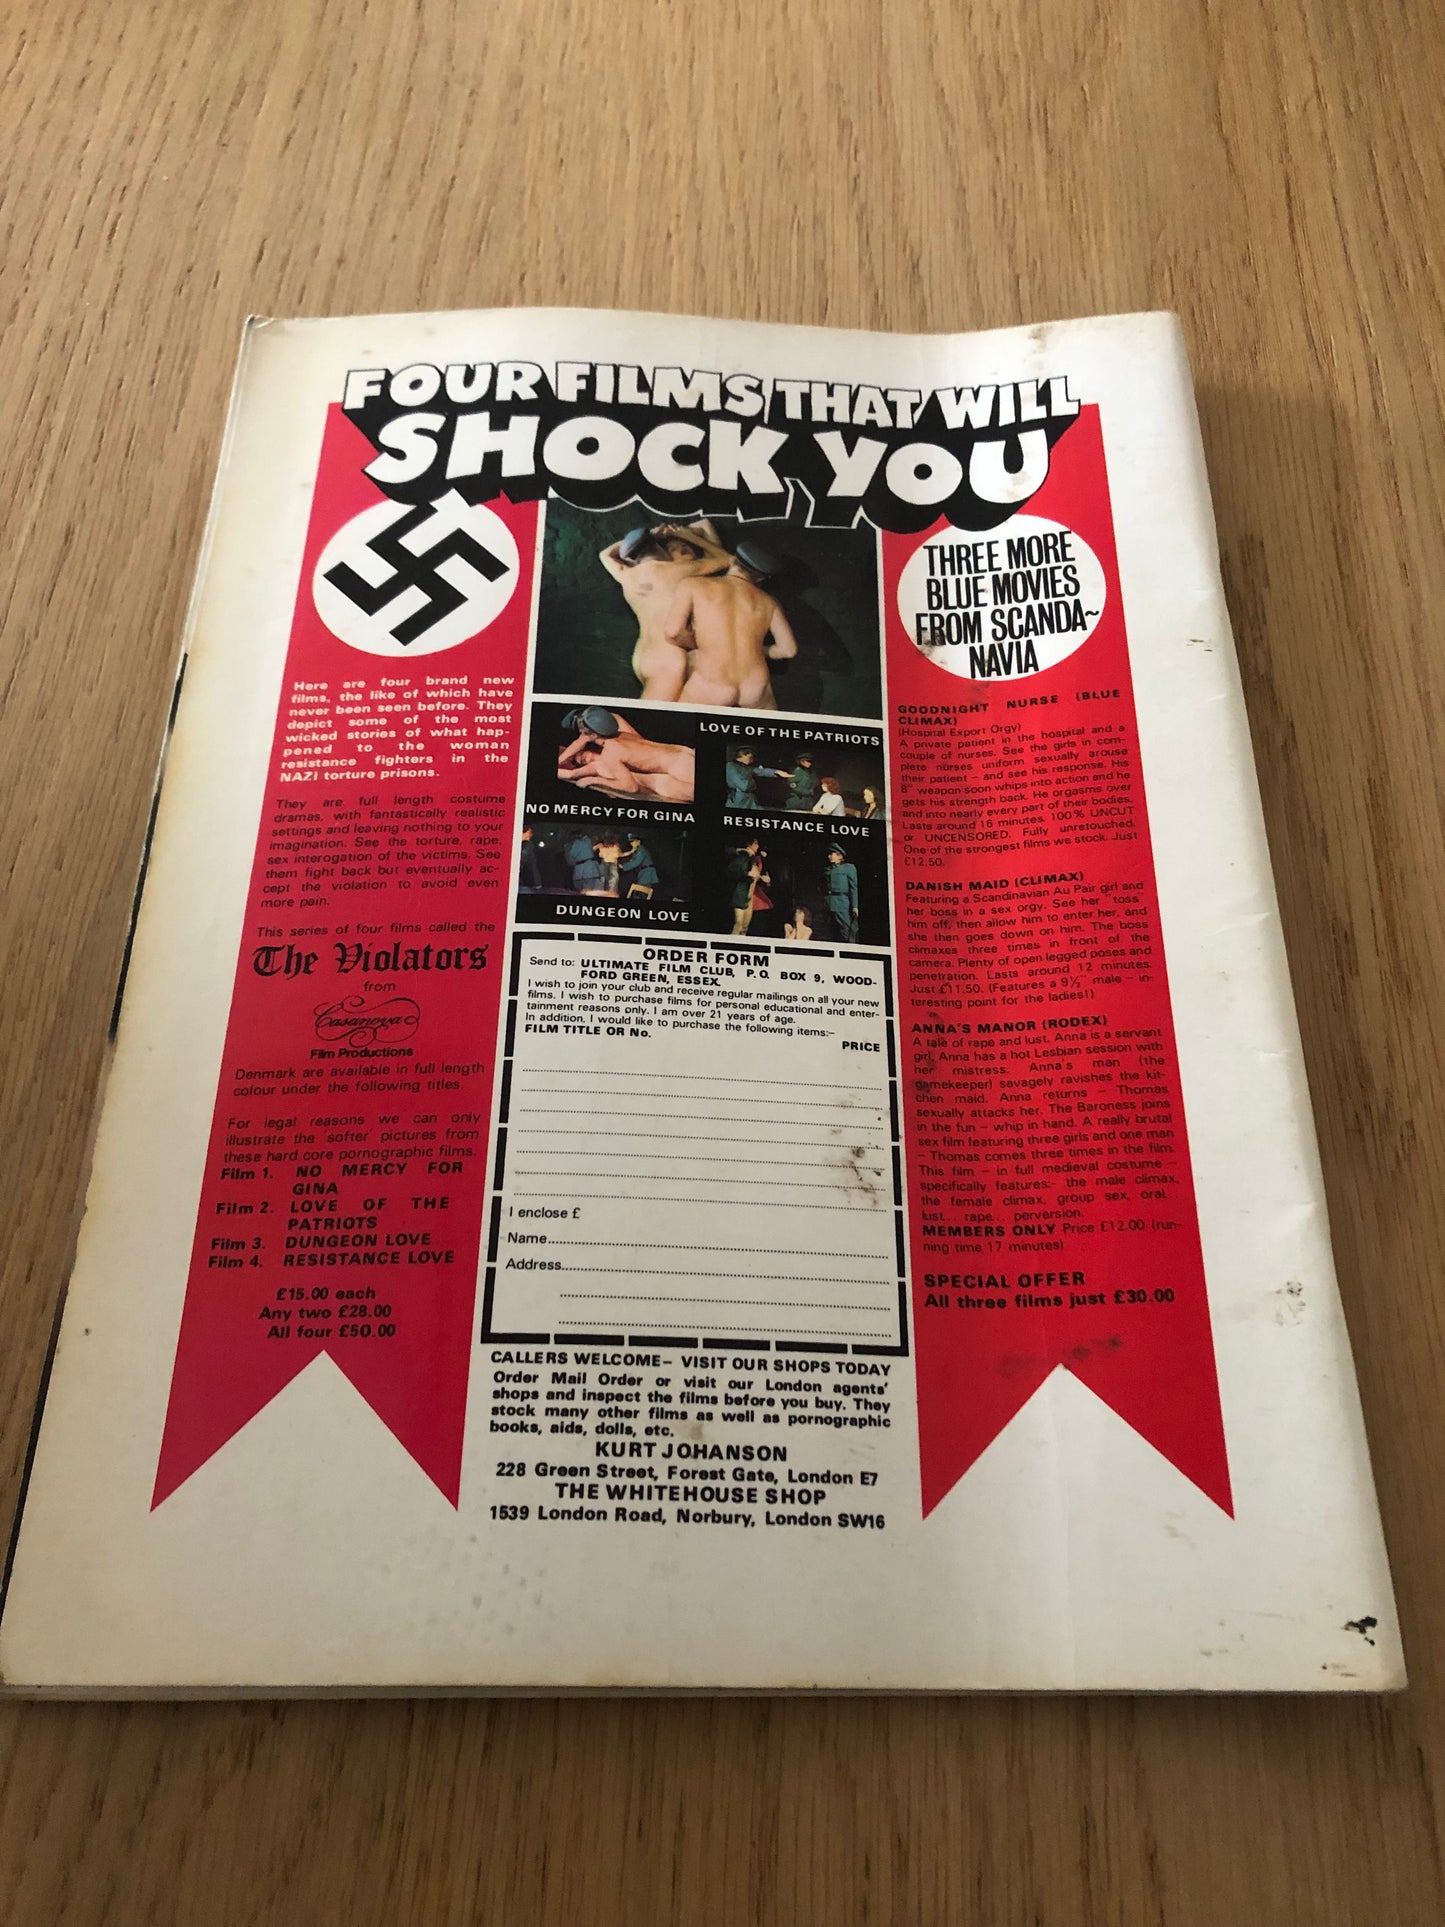 FOUR FILMS THAT WILL
SHOCK YOU
Here are four brand new
films, the like of which have
never been seen before. They
depict some of the most
wicked stories of what hap-
pened to the woman
resistance fighters in the
NAZI torture prisons.
They are full length costume
dramas, with fantastically realistic
settings and leaving nothing to your
imagination. See the torture, rape,
sex interogation of the victims. See
them fight back but eventually ac-
cept the violation to avoid even
more pain.
This series of four films called the
The Violators
from
Casanova
Film Productions
Denmark are available in full length
colour under the following titles.
For legal reasons we can only
illustrate the 'softer' pictures from
these hard core pornographic films.
Film 1. NO MERCY FOR
GINA
Film 2. LOVE OF THE
PATRIOTS
Film 3. DUNGEON LOVE
Film 4. RESISTANCE LOVE
£15.00 each
Any two £28.00
All four £50.00
LOVE OF THE PATRIOTS
NO MERCY FOR GINA
RESISTANCE LOVE
DUNGEON LOVE
ORDER FORM
Send to: ULTIMATE FILM CLUB, P.O. BOX 9, WOOD-
FORD GREEN, ESSEX.
I wish to join your club and receive regular mailings on all your new
films. I wish to purchase films for personal educational and enter-
tainment reasons only. I am over 21 years of age.
In addition, I would like to purchase the following items:–
FILM TITLE OR No.
PRICE
I enclose £
Name
Address
CALLERS WELCOME– VISIT OUR SHOPS TODAY
Order Mail Order or visit our London agents'
shops and inspect the films before you buy. They
stock many other films as well as pornographic
books, aids, dolls, etc.
KURT JOHANSON
228 Green Street, Forest Gate, London E7
THE WHITEHOUSE SHOP
1539 London Road, Norbury, London SW16
THREE MORE
BLUE MOVIES
FROM SCANDA~
NAVIA
GOODNIGHT NURSE (BLUE
CLIMAX)
(Hospital Export Orgy)
A private patient in the hospital and a
couple of nurses. See the girls in com-
plete nurses uniform sexually arouse
their patient – and see his response. His
8" weapon soon whips into action and he
gets his strength back. He orgasms over
and into nearly every part of their bodies.
Lasts around 16 minutes. 100% UNCUT
or UNCENSORED. Fully unretouched.
One of the strongest films we stock. Just
£12.50.
DANISH MAID (CLIMAX)
Featuring a Scandinavian Au Pair girl and
her boss in a sex orgy. See her "toss"
him off, then allow him to enter her, and
she then goes down on him. The boss
climaxes three times in front of the
camera. Plenty of open legged poses and
penetration. Lasts around 12 minutes.
Just £11.50. (Features a 9½" male – in-
teresting point for the ladies!)
ANNA'S MANOR (RODEX)
A tale of rape and lust. Anna is a servant
girl. Anna has a hot Lesbian session with
her mistress. Anna's man (the
gamekeeper) savagely ravishes the kit-
chen maid. Anna returns – Thomas
sexually attacks her. The Baroness joins
in the fun – whip in hand. A really brutal
sex film featuring three girls and one man
– Thomas comes three times in the film.
This film – in full medieval costume –
specifically features:- the male climax,
the female climax, group sex, oral...
lust... rape... perversion.
MEMBERS ONLY Price £12.00 (run-
ning time 17 minutes)
SPECIAL OFFER
All three films just £30.00